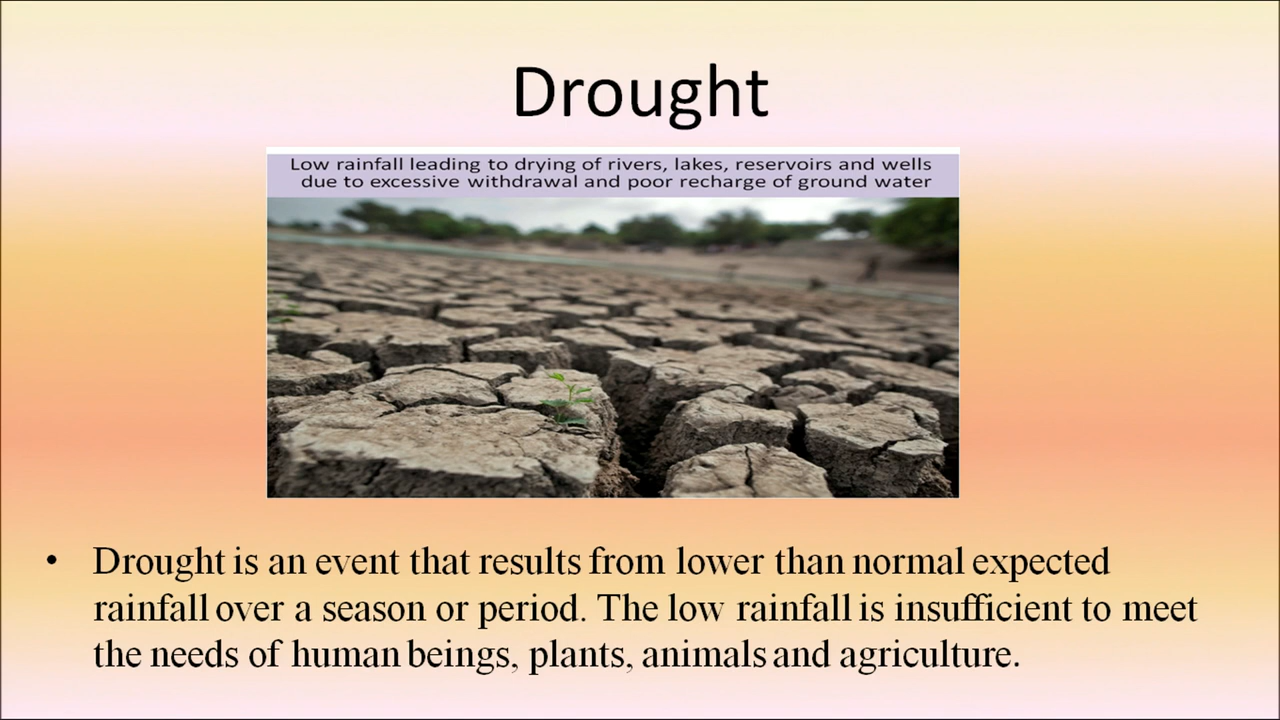 Drought
Low rainfall leading to drying of rivers, lakes, reservoirs and wells
due to excessive withdrawal and poor recharge of ground water
• Drought is an event that results from lower than normal expected
rainfall over a season or period. The low rainfall is insufficient to meet
the needs of human beings, plants, animals and agriculture.